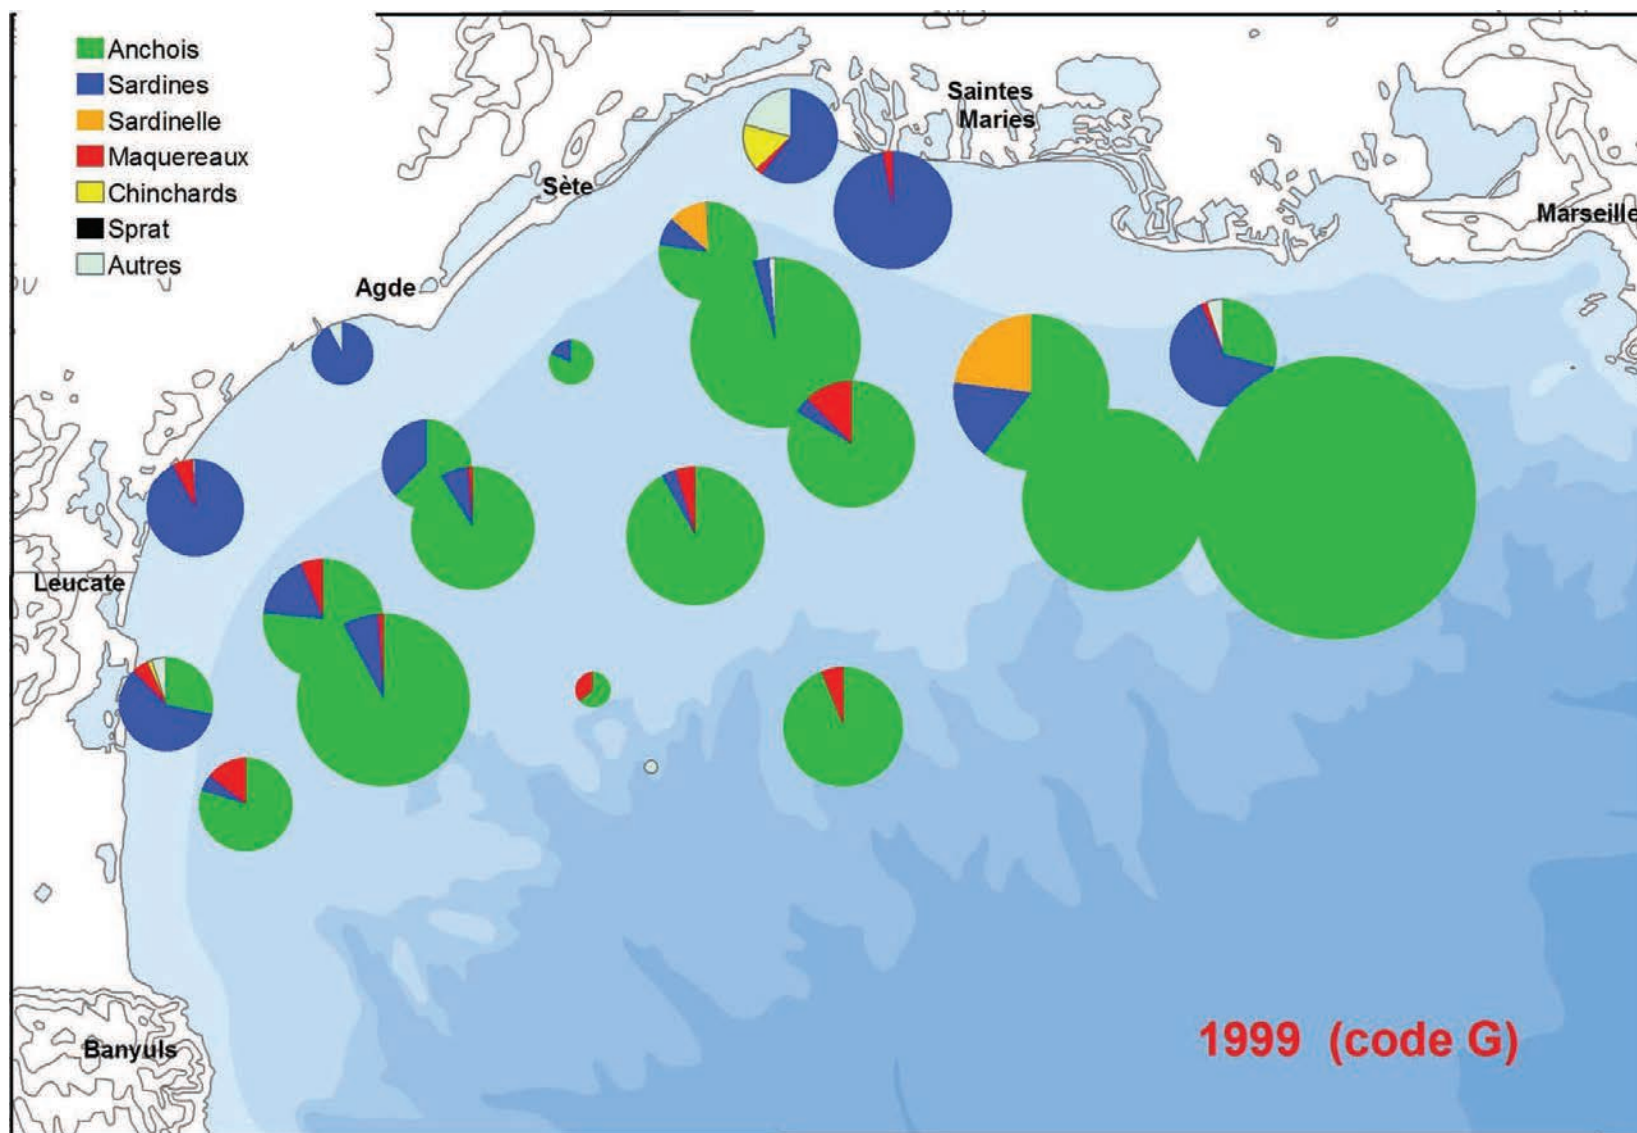 Anchois
Sardines
Sardinelle
Maquereaux
Chinchards
Sprat
Autres
Saintes
Maries
Sète
Marseille
Agde
Leucate
Banyuls
1999 (code G)